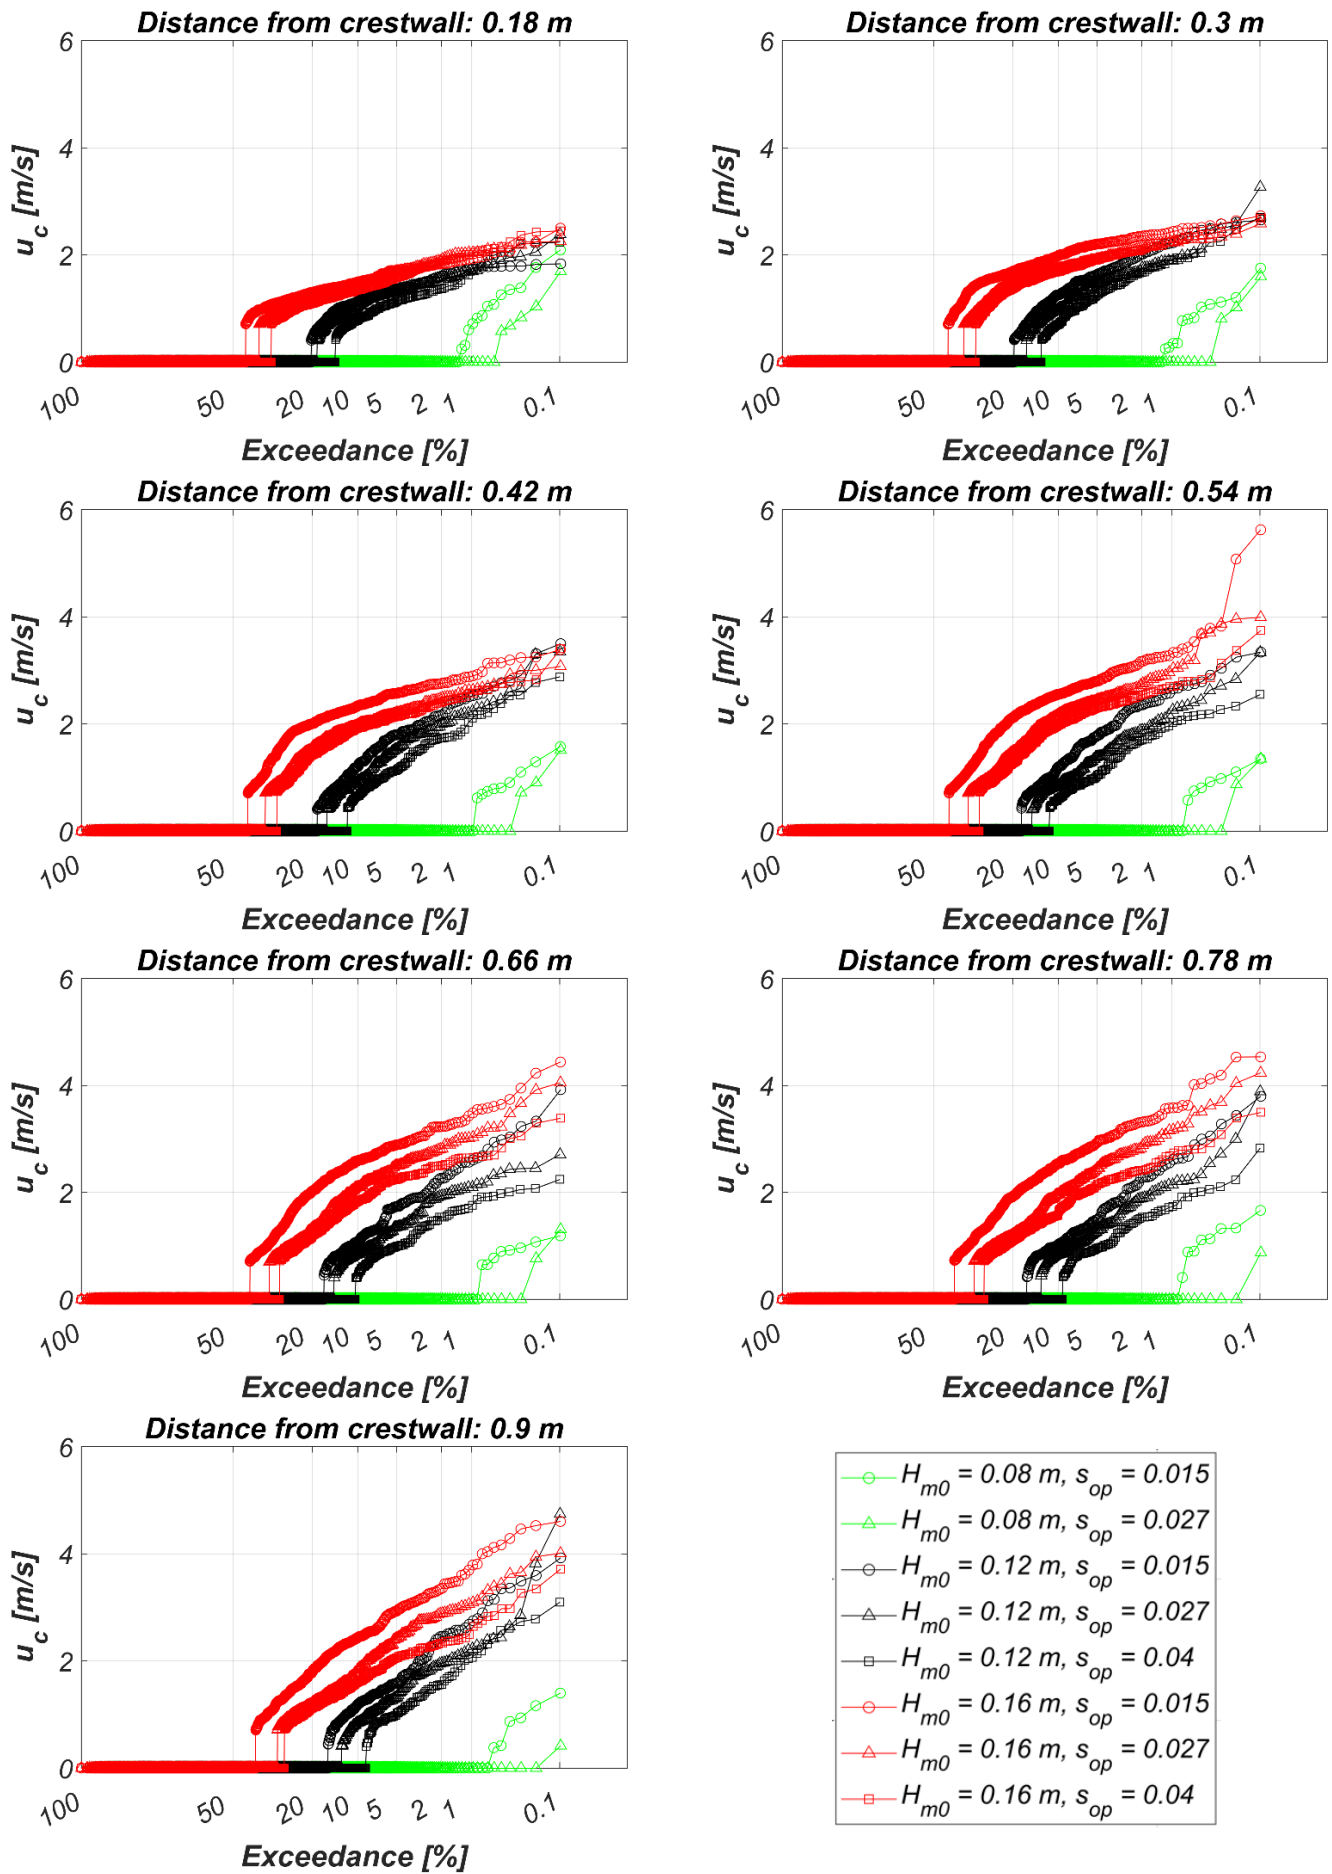 Distance from crestwall: 0.18 m
6
4
2
0
u_c [m/s]
100 50 20 10 5 2 1 0.1
Exceedance [%]
Distance from crestwall: 0.3 m
6
4
2
0
u_c [m/s]
100 50 20 10 5 2 1 0.1
Exceedance [%]
Distance from crestwall: 0.42 m
6
4
2
0
u_c [m/s]
100 50 20 10 5 2 1 0.1
Exceedance [%]
Distance from crestwall: 0.54 m
6
4
2
0
u_c [m/s]
100 50 20 10 5 2 1 0.1
Exceedance [%]
Distance from crestwall: 0.66 m
6
4
2
0
u_c [m/s]
100 50 20 10 5 2 1 0.1
Exceedance [%]
Distance from crestwall: 0.78 m
6
4
2
0
u_c [m/s]
100 50 20 10 5 2 1 0.1
Exceedance [%]
Distance from crestwall: 0.9 m
6
4
2
0
u_c [m/s]
100 50 20 10 5 2 1 0.1
Exceedance [%]
H_m0 = 0.08 m, s_op = 0.015
H_m0 = 0.08 m, s_op = 0.027
H_m0 = 0.12 m, s_op = 0.015
H_m0 = 0.12 m, s_op = 0.027
H_m0 = 0.12 m, s_op = 0.04
H_m0 = 0.16 m, s_op = 0.015
H_m0 = 0.16 m, s_op = 0.027
H_m0 = 0.16 m, s_op = 0.04